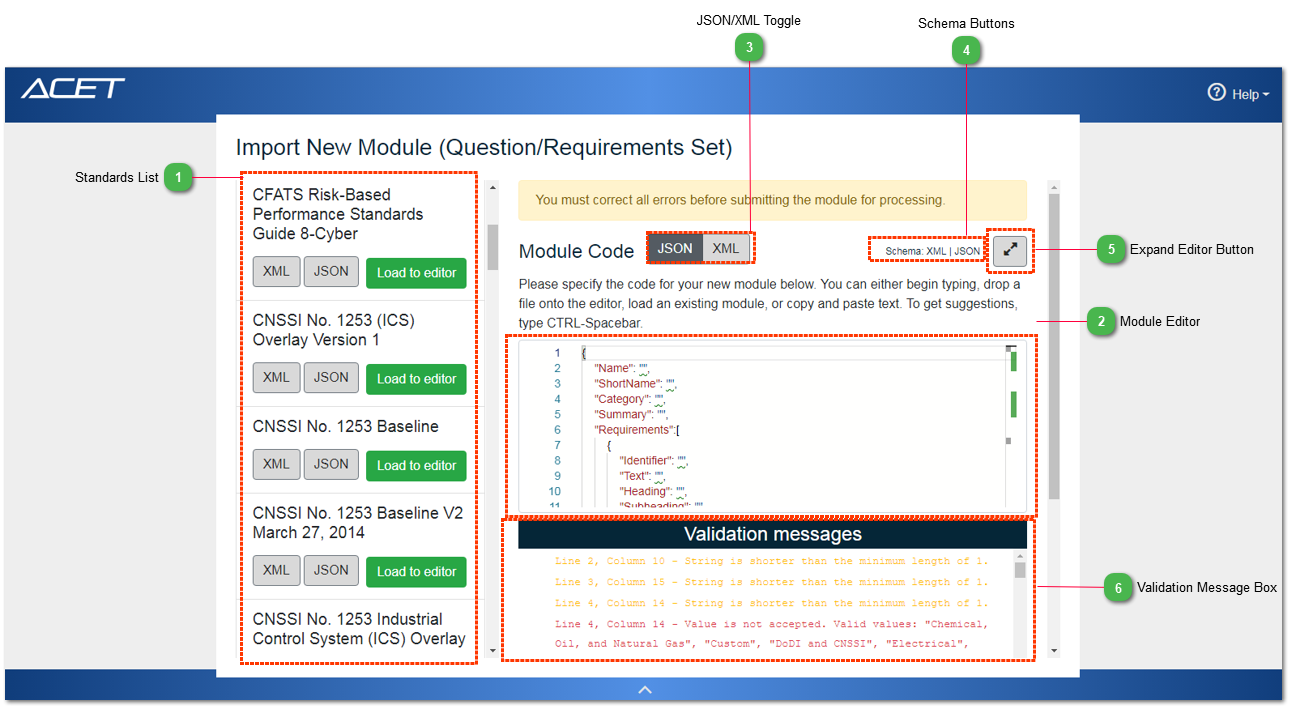 JSON/XML Toggle
3
Schema Buttons
4
ACET
? Help
Import New Module (Question/Requirements Set)
Standards List 1
CFATS Risk-Based
Performance Standards
Guide 8-Cyber
XML JSON Load to editor
CNSSI No. 1253 (ICS)
Overlay Version 1
XML JSON Load to editor
CNSSI No. 1253 Baseline
XML JSON Load to editor
CNSSI No. 1253 Baseline V2
March 27, 2014
XML JSON Load to editor
CNSSI No. 1253 Industrial
Control System (ICS) Overlay
You must correct all errors before submitting the module for processing.
Module Code JSON XML Schema: XML | JSON
5 Expand Editor Button
Please specify the code for your new module below. You can either begin typing, drop a
file onto the editor, load an existing module, or copy and paste text. To get suggestions,
type CTRL-Spacebar.
2 Module Editor
1 {
2 "Name": "",
3 "ShortName": "",
4 "Category": "",
5 "Summary": "",
6 "Requirements":[
7 {
8 "Identifier": "",
9 "Text": "",
10 "Heading": "",
11 "Subheading": ""
Validation messages
Line 2, Column 10 - String is shorter than the minimum length of 1.
Line 3, Column 15 - String is shorter than the minimum length of 1.
Line 4, Column 14 - String is shorter than the minimum length of 1.
Line 4, Column 14 - Value is not accepted. Valid values: "Chemical,
Oil, and Natural Gas", "Custom", "DoDI and CNSSI", "Electrical",
6 Validation Message Box